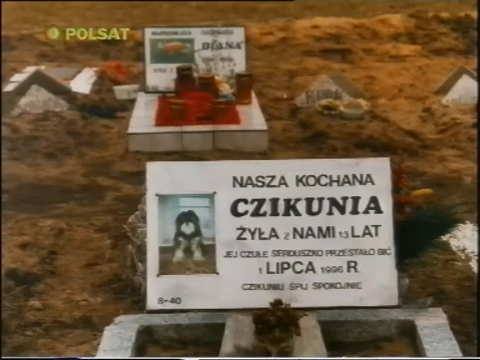 POLSAT
DIANA
NASZA KOCHANA
CZIKUNIA
ŻYŁA z NAMI 13 LAT
JEJ CZUŁE SERDUSZKO PRZESTAŁO BIĆ
1 LIPCA 1996 R.
CZIKUNIU ŚPIJ SPOKOJNIE
8-40